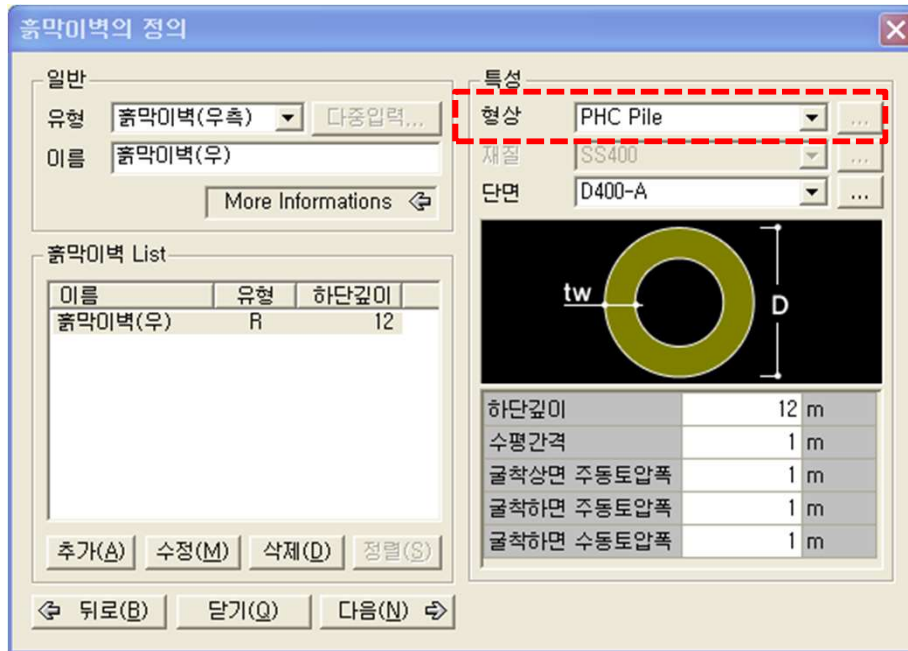 흙막이벽의 정의
일반
유형 흙막이벽(우측) 다중입력...
이름 흙막이벽(우)
More Informations
흙막이벽 List
이름 유형 하단깊이
흙막이벽(우) R 12
추가(A) 수정(M) 삭제(D) 정렬(S)
뒤로(B) 닫기(Q) 다음(N)
특성
형상 PHC Pile ...
재질 SS400 ...
단면 D400-A ...
tw D
하단깊이 12 m
수평간격 1 m
굴착상면 주동토압폭 1 m
굴착하면 주동토압폭 1 m
굴착하면 수동토압폭 1 m